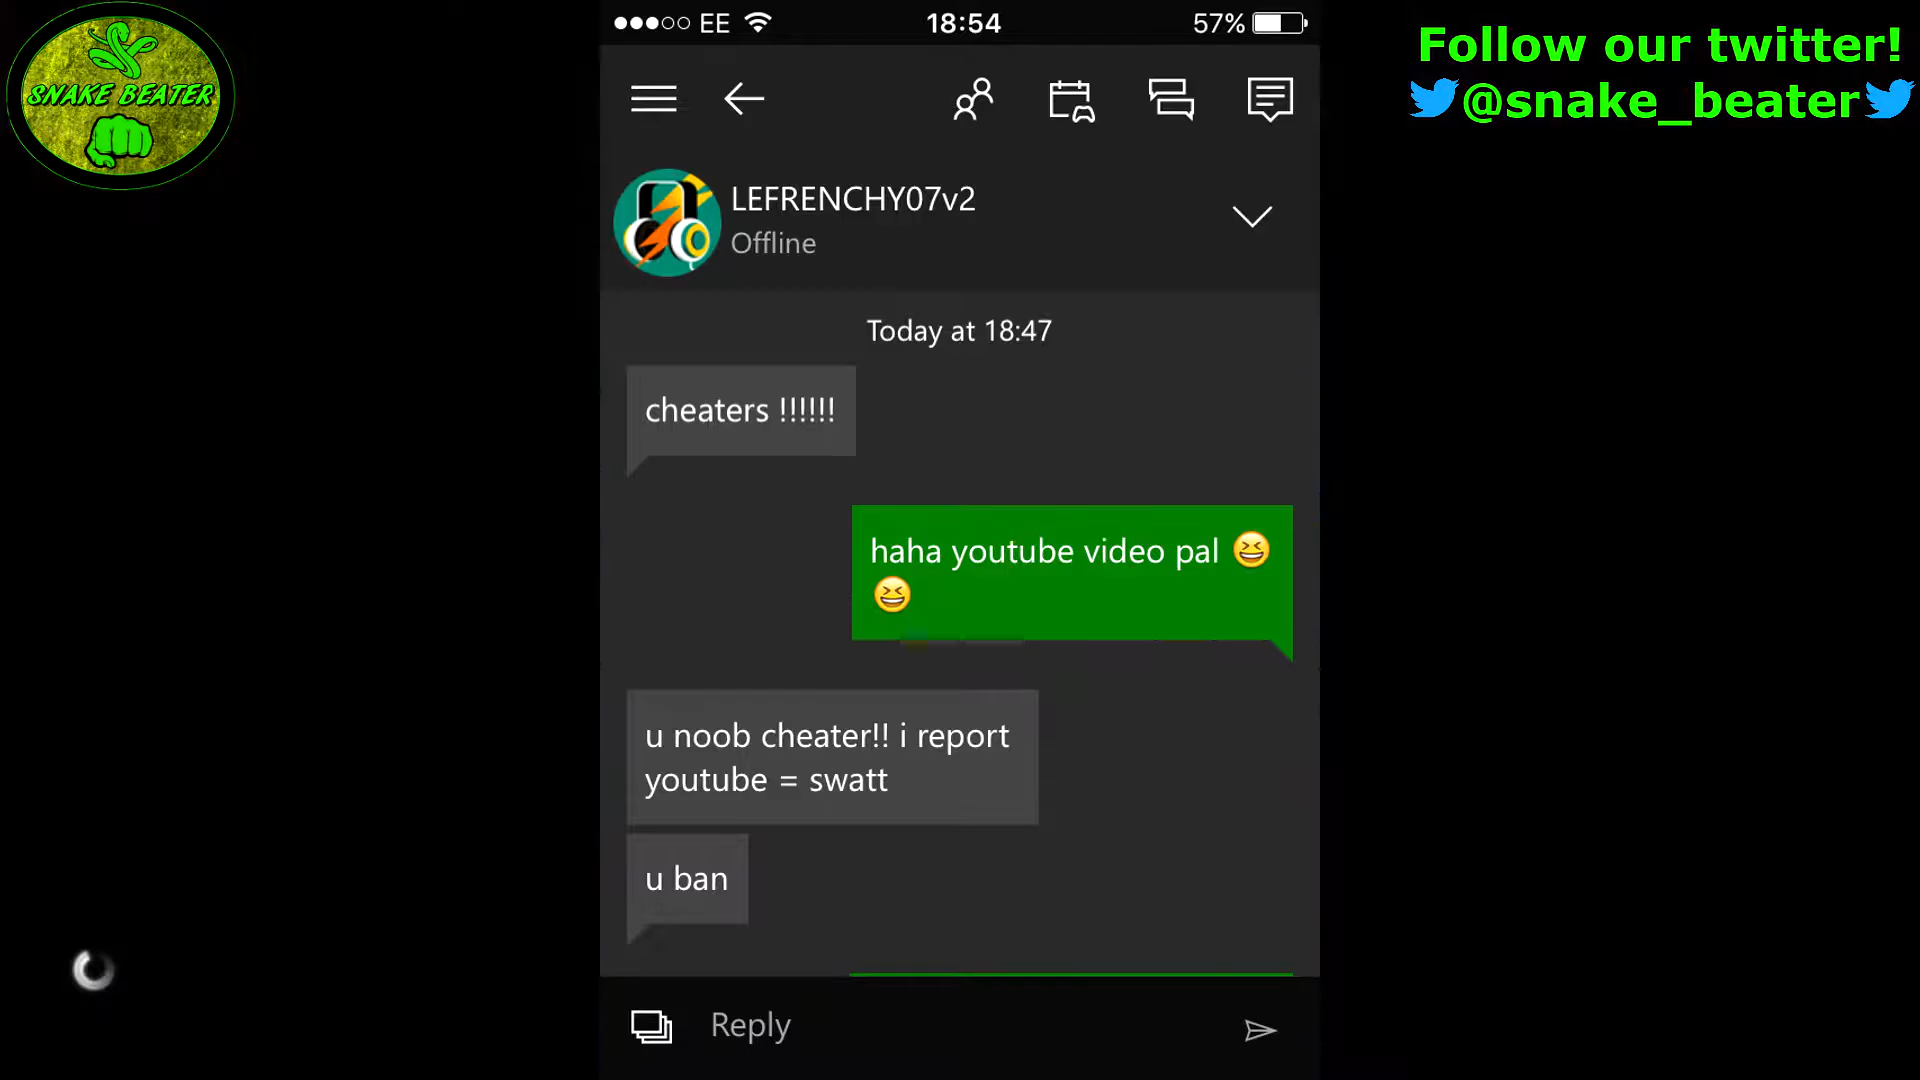 SNAKE BEATER
EE 18:54 57%
Follow our twitter!
@snake_beater
LEFRENCHY07v2
Offline
Today at 18:47
cheaters !!!!!!
haha youtube video pal 😆
😆
u noob cheater!! i report
youtube = swatt
u ban
Reply